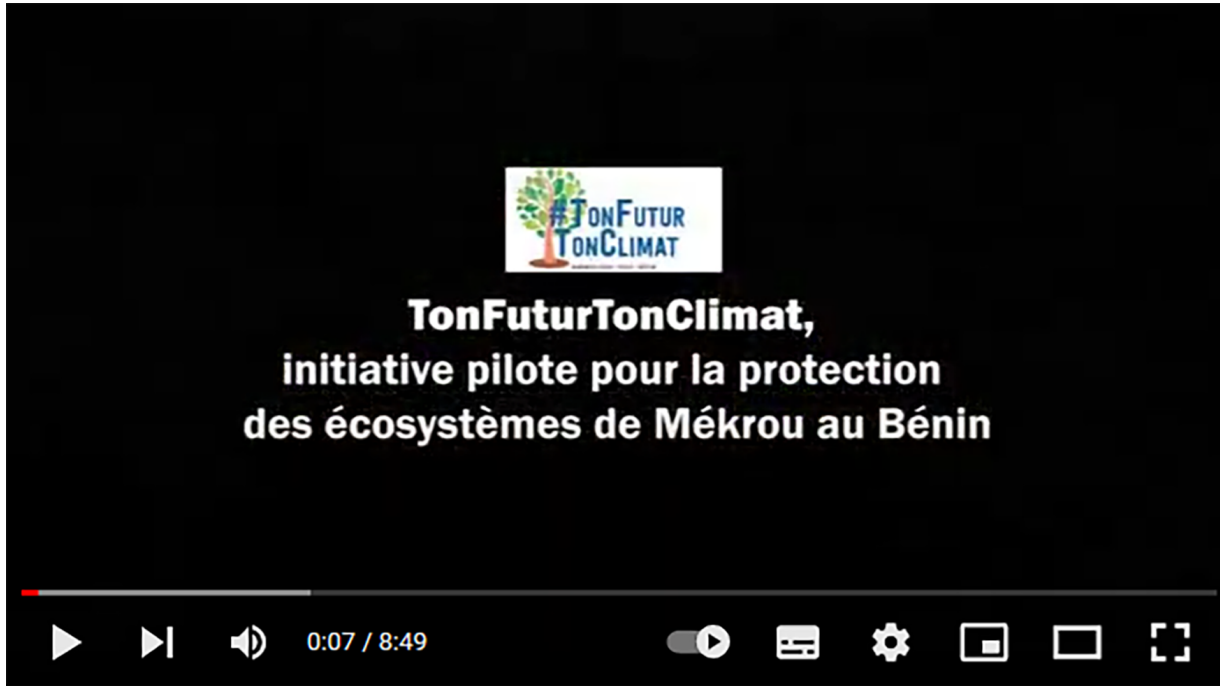 #TONFUTUR
TONCLIMAT
TonFuturTonClimat,
initiative pilote pour la protection
des écosystèmes de Mékrou au Bénin
0:07 / 8:49